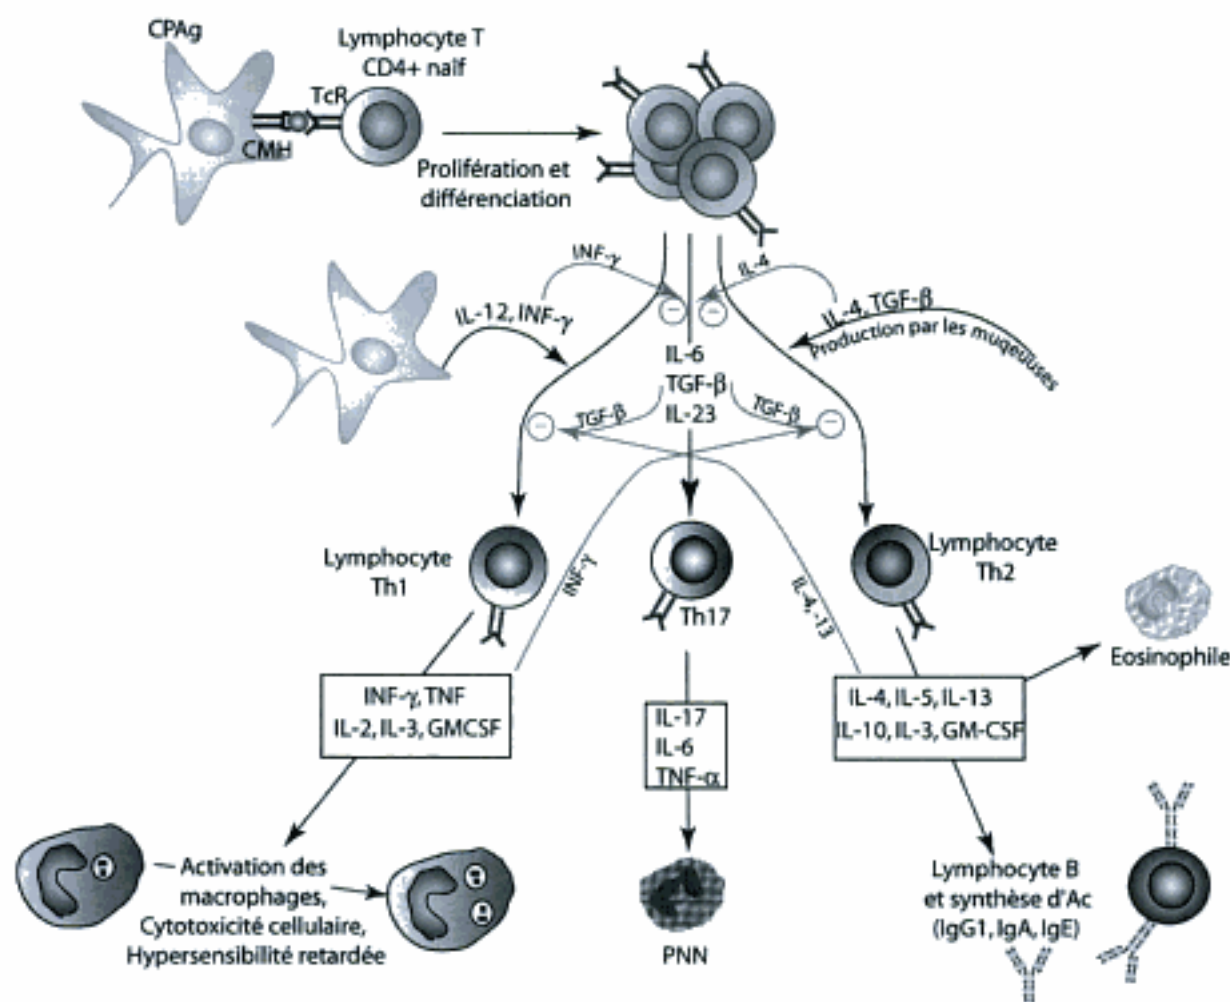 CPAg
Lymphocyte T
CD4+ naïf
TcR
CMH
Prolifération et
différenciation
INF-γ
IL-4
IL-12, INF-γ
IL-4, TGF-β
Production par les muqueuses
IL-6
TGF-β
IL-23
TGF-β
TGF-β
−
−
−
−
Lymphocyte
Th1
INF-γ
Th17
IL-4,-13
Lymphocyte
Th2
Eosinophile
INF-γ, TNF
IL-2, IL-3, GMCSF
IL-17
IL-6
TNF-α
IL-4, IL-5, IL-13
IL-10, IL-3, GM-CSF
Activation des
macrophages,
Cytotoxicité cellulaire,
Hypersensibilité retardée
PNN
Lymphocyte B
et synthèse d'Ac
(IgG1, IgA, IgE)